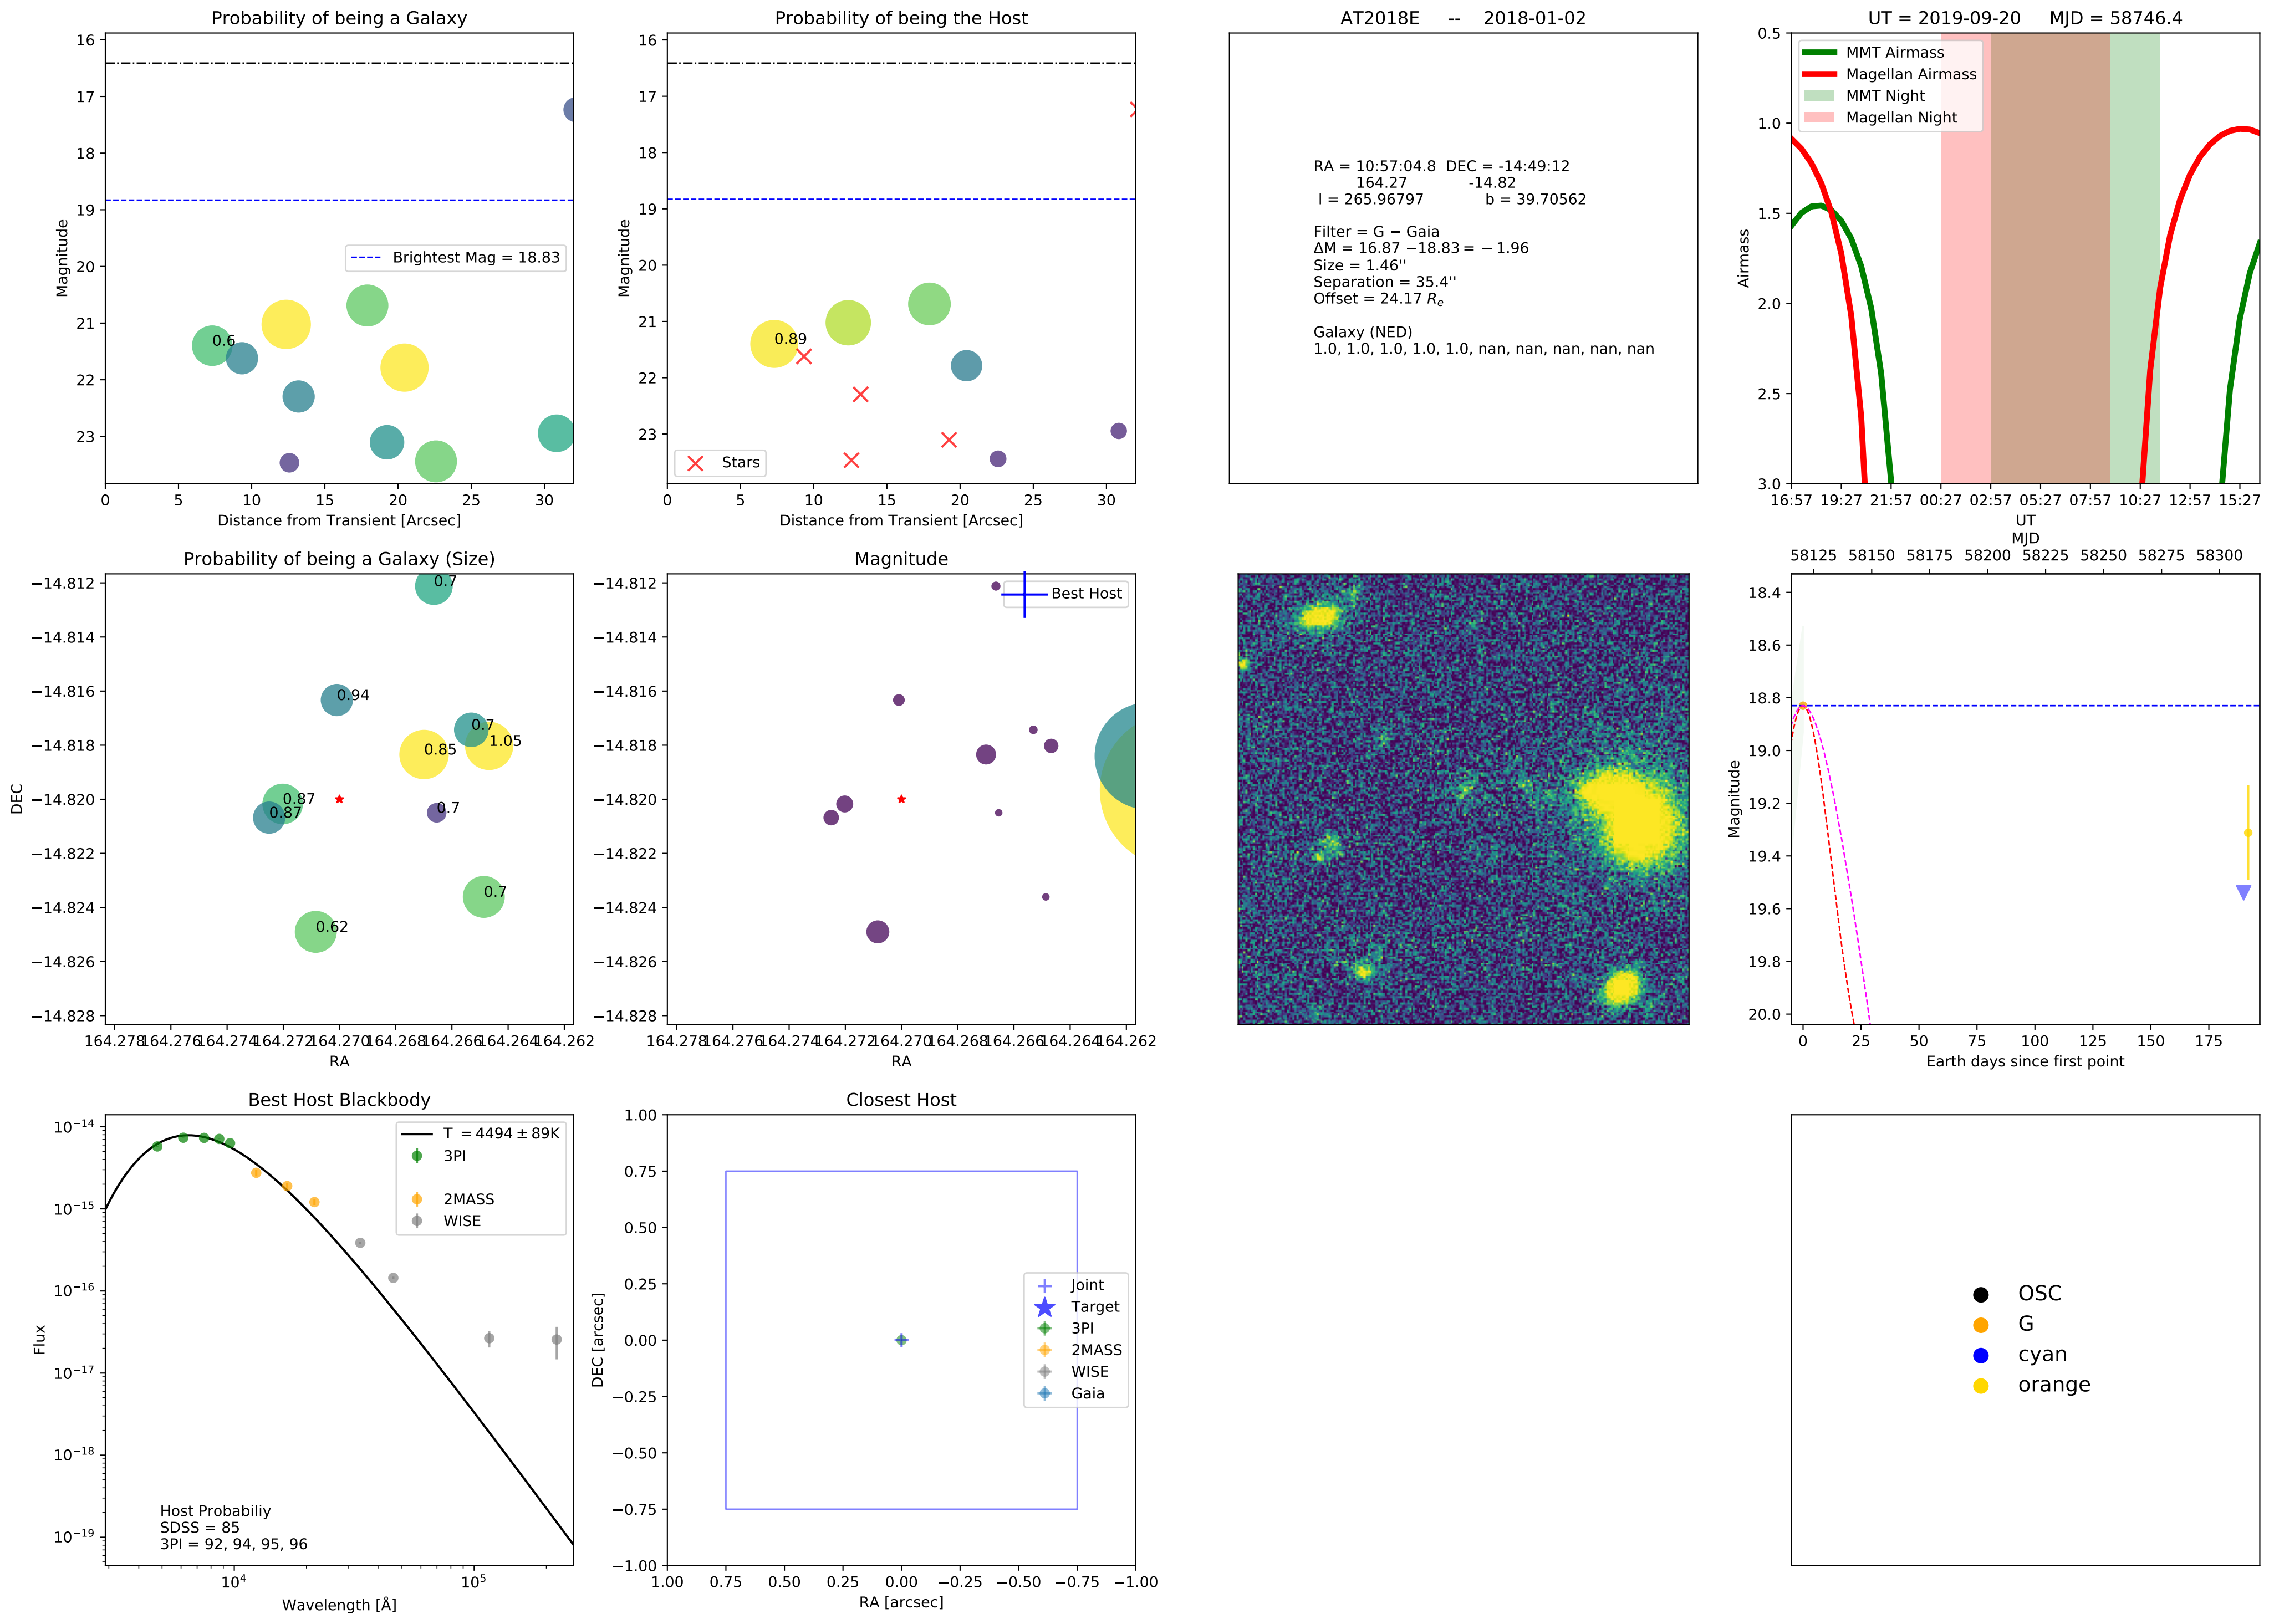 Probability of being a Galaxy
16
17
18
19
20
21
22
23
Magnitude
Brightest Mag = 18.83
0.6
0 5 10 15 20 25 30
Distance from Transient [Arcsec]
Probability of being the Host
16
17
18
19
20
21
22
23
Magnitude
0.89
Stars
0 5 10 15 20 25 30
Distance from Transient [Arcsec]
AT2018E -- 2018-01-02
RA = 10:57:04.8 DEC = -14:49:12
164.27 -14.82
l = 265.96797 b = 39.70562
Filter = G − Gaia
ΔM = 16.87 −18.83 = −1.96
Size = 1.46''
Separation = 35.4''
Offset = 24.17 Re
Galaxy (NED)
1.0, 1.0, 1.0, 1.0, 1.0, nan, nan, nan, nan, nan
UT = 2019-09-20 MJD = 58746.4
0.5
1.0
1.5
2.0
2.5
3.0
Airmass
MMT Airmass
Magellan Airmass
MMT Night
Magellan Night
16:57 19:27 21:57 00:27 02:57 05:27 07:57 10:27 12:57 15:27
UT
Probability of being a Galaxy (Size)
−14.812
−14.814
−14.816
−14.818
−14.820
−14.822
−14.824
−14.826
−14.828
DEC
0.7
0.94
0.7
1.05
0.85
0.87
0.87
0.7
0.7
0.62
164.278 164.276 164.274 164.272 164.270 164.268 164.266 164.264 164.262
RA
Magnitude
−14.812
−14.814
−14.816
−14.818
−14.820
−14.822
−14.824
−14.826
−14.828
Best Host
164.278 164.276 164.274 164.272 164.270 164.268 164.266 164.264 164.262
RA
MJD
58125 58150 58175 58200 58225 58250 58275 58300
18.4
18.6
18.8
19.0
19.2
19.4
19.6
19.8
20.0
Magnitude
0 25 50 75 100 125 150 175
Earth days since first point
Best Host Blackbody
10−14
10−15
10−16
10−17
10−18
10−19
Flux
T = 4494 ± 89K
3PI
2MASS
WISE
Host Probabiliy
SDSS = 85
3PI = 92, 94, 95, 96
104 105
Wavelength [Å]
Closest Host
1.00
0.75
0.50
0.25
0.00
−0.25
−0.50
−0.75
−1.00
DEC [arcsec]
Joint
Target
3PI
2MASS
WISE
Gaia
1.00 0.75 0.50 0.25 0.00 −0.25 −0.50 −0.75 −1.00
RA [arcsec]
OSC
G
cyan
orange